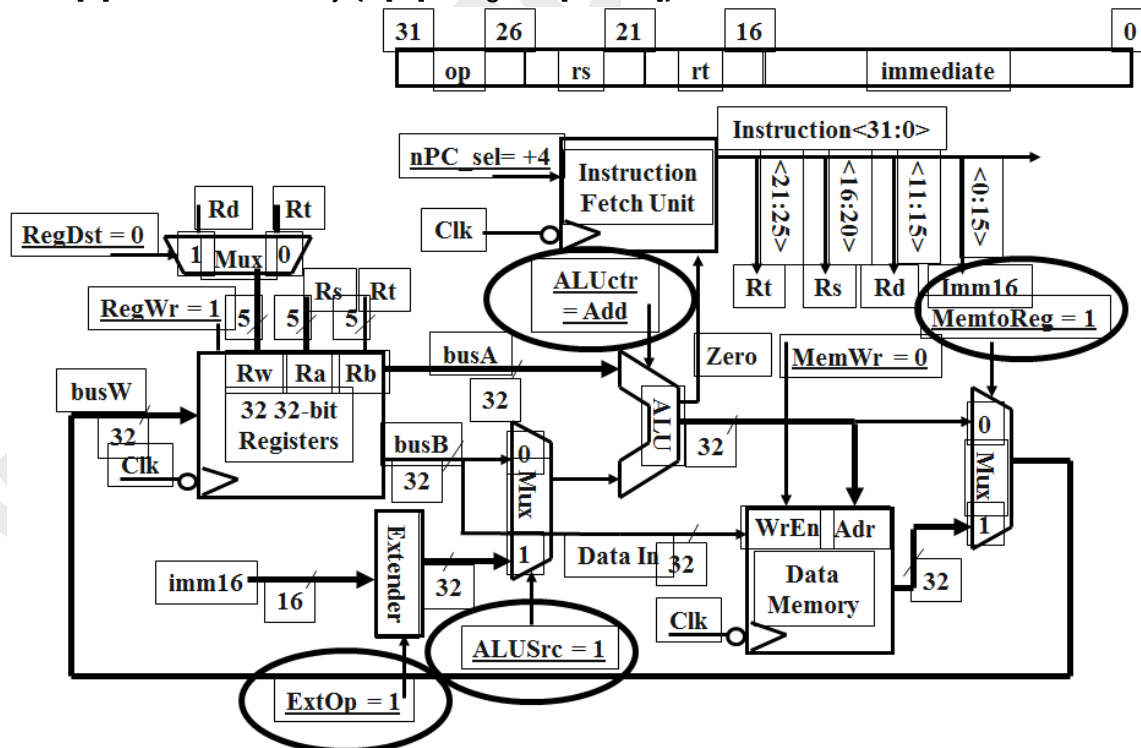 31 26 21 16 0
op rs rt immediate
Instruction<31:0>
nPC_sel= +4
Instruction
Fetch Unit
<21:25>
<16:20>
<11:15>
<0:15>
Rd Rt
RegDst = 0
1 Mux 0
Clk
ALUctr
= Add
Rt Rs Rd Imm16
RegWr = 1
5 5 5
Rs Rt
MemtoReg = 1
busA
Zero
MemWr = 0
Rw Ra Rb
busW
32
32 32-bit
Registers
32
ALU
0
32
Clk
busB
32
0
Mux
1
Mux
1
WrEn Adr
Data In
32
Extender
imm16
16
32
Data
Memory
32
Clk
ALUSrc = 1
ExtOp = 1